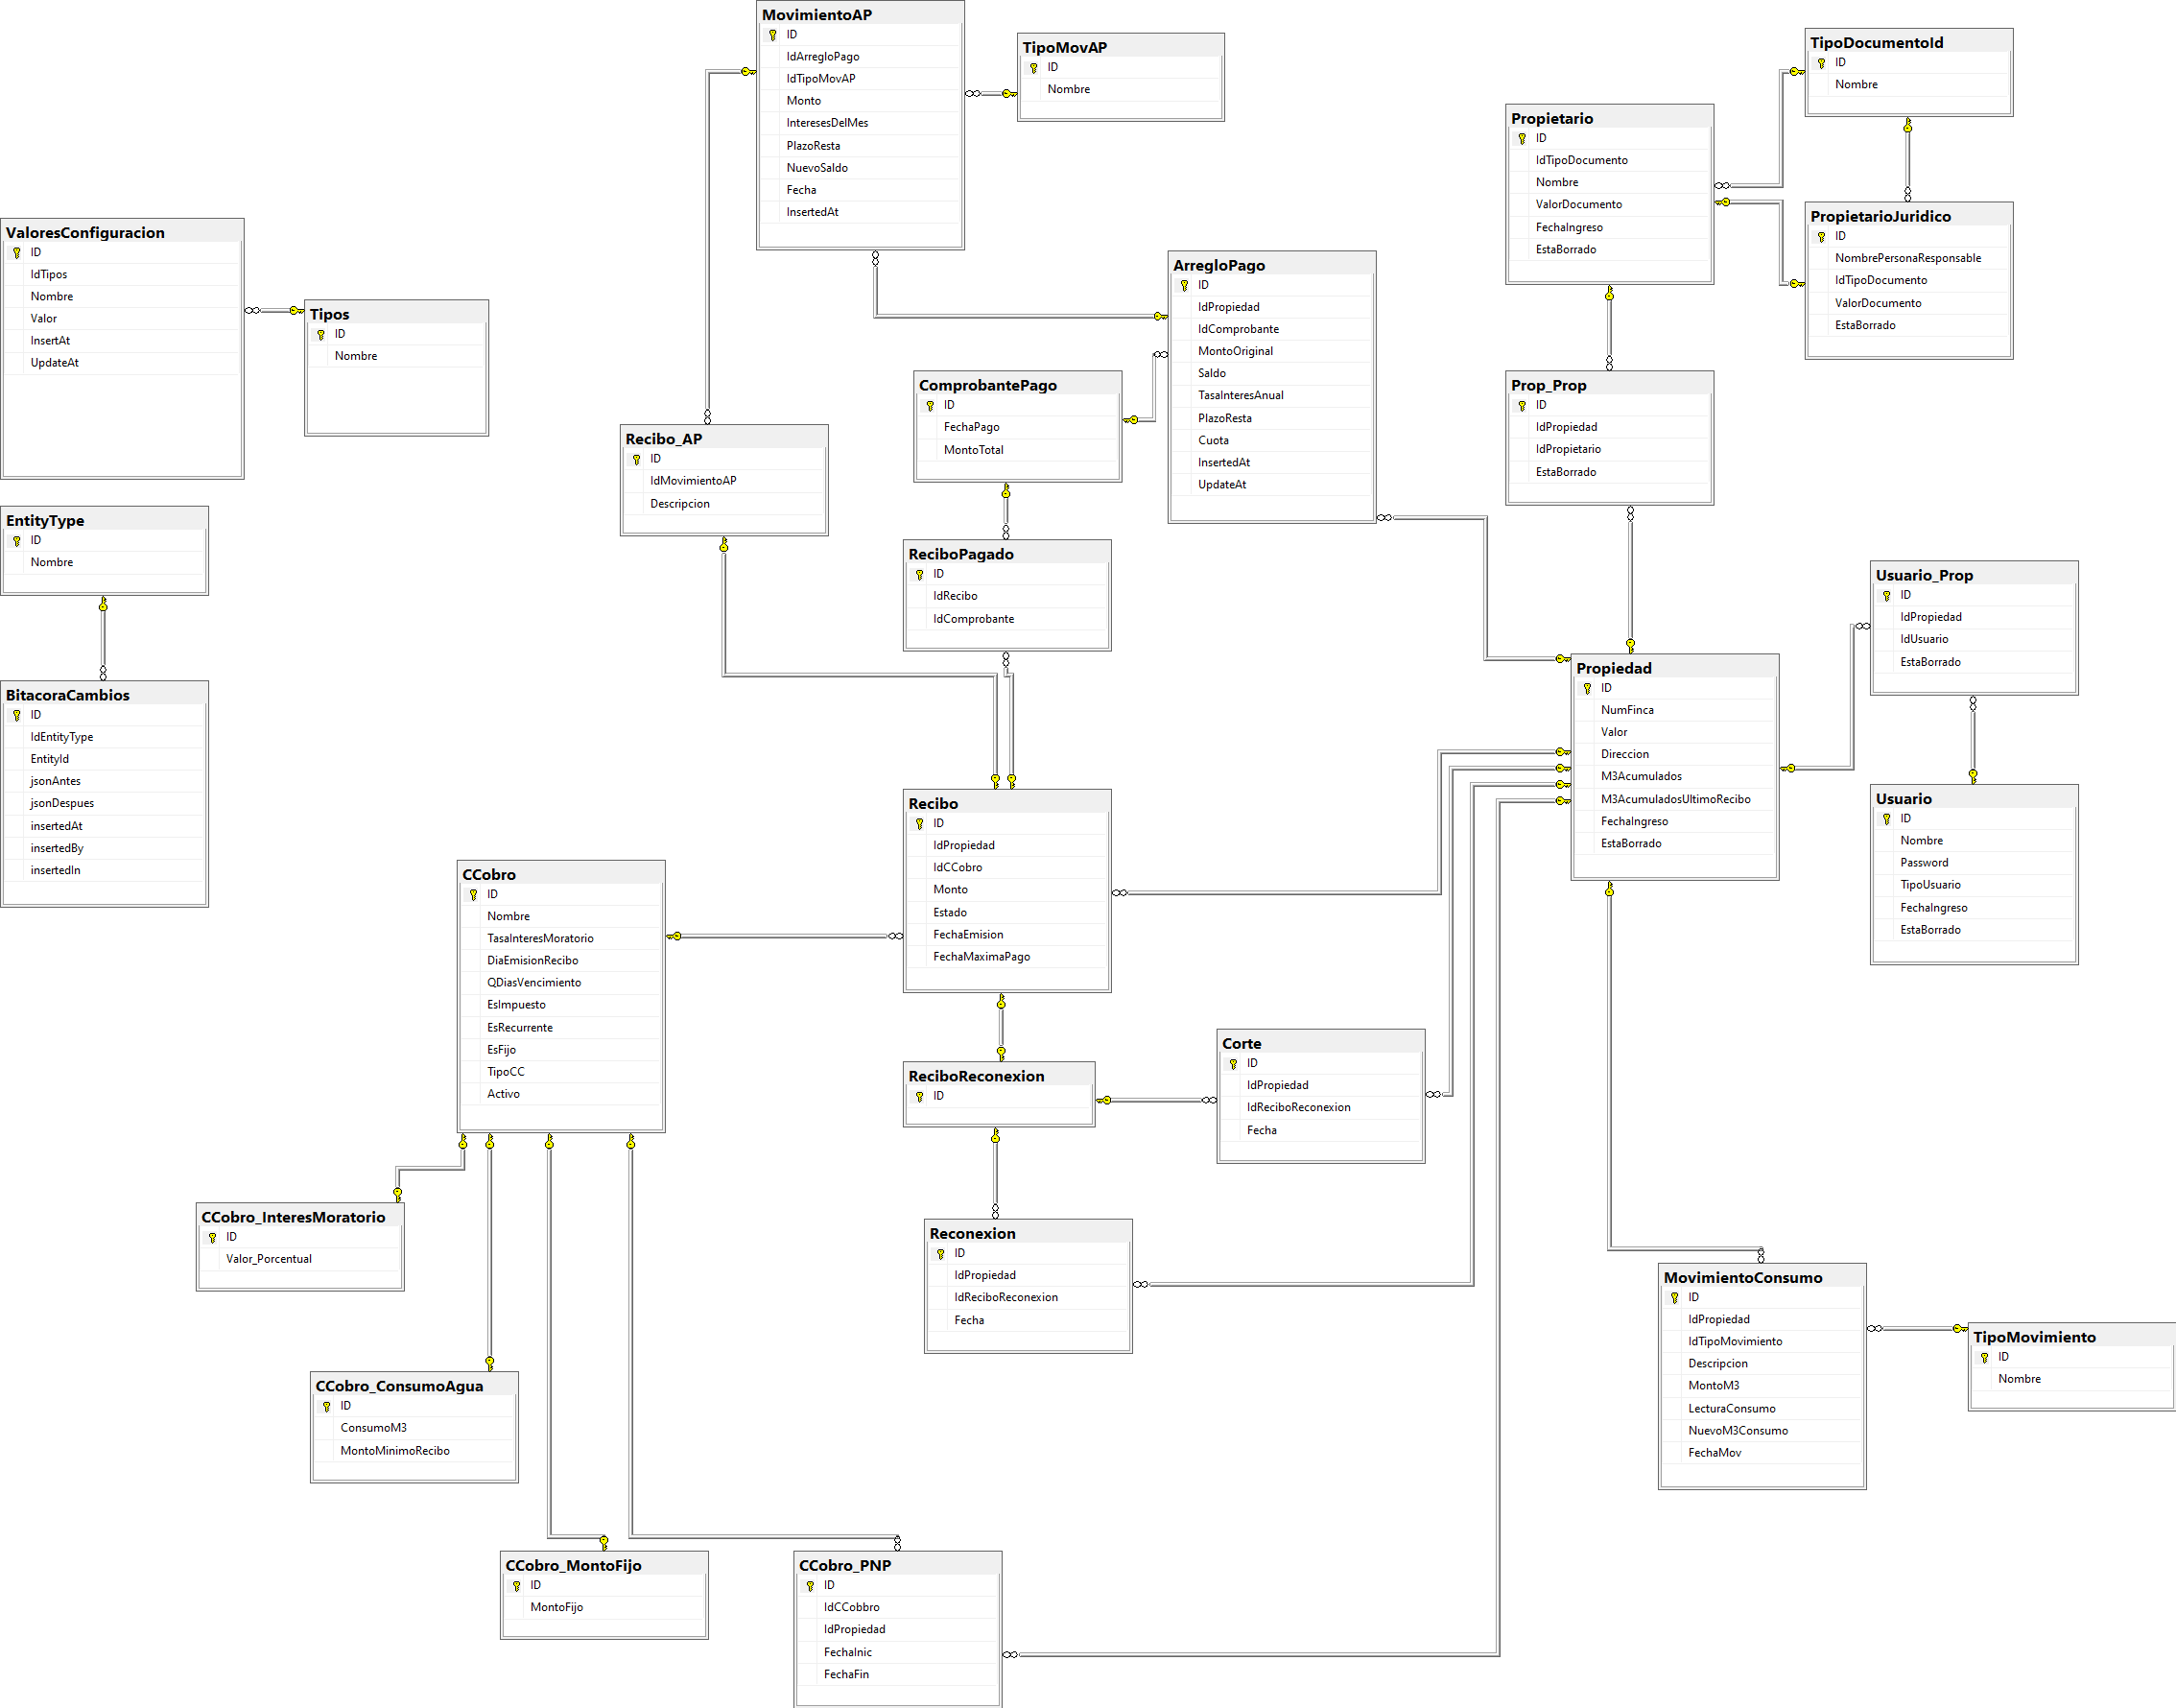 MovimientoAP
ID
IdArregloPago
IdTipoMovAP
Monto
InteresesDelMes
PlazoResta
NuevoSaldo
Fecha
InsertedAt
TipoMovAP
ID
Nombre
TipoDocumentoId
ID
Nombre
Propietario
ID
IdTipoDocumento
Nombre
ValorDocumento
FechaIngreso
EstaBorrado
PropietarioJuridico
ID
NombrePersonaResponsable
IdTipoDocumento
ValorDocumento
EstaBorrado
ValoresConfiguracion
ID
IdTipos
Nombre
Valor
InsertAt
UpdateAt
Tipos
ID
Nombre
ArregloPago
ID
IdPropiedad
IdComprobante
MontoOriginal
Saldo
TasaInteresAnual
PlazoResta
Cuota
InsertedAt
UpdateAt
ComprobantePago
ID
FechaPago
MontoTotal
Prop_Prop
ID
IdPropiedad
IdPropietario
EstaBorrado
Recibo_AP
ID
IdMovimientoAP
Descripcion
EntityType
ID
Nombre
ReciboPagado
ID
IdRecibo
IdComprobante
Usuario_Prop
ID
IdPropiedad
IdUsuario
EstaBorrado
BitacoraCambios
ID
IdEntityType
EntityId
jsonAntes
jsonDespues
insertedAt
insertedBy
insertedIn
Propiedad
ID
NumFinca
Valor
Direccion
M3Acumulados
M3AcumuladosUltimoRecibo
FechaIngreso
EstaBorrado
Recibo
ID
IdPropiedad
IdCCobro
Monto
Estado
FechaEmision
FechaMaximaPago
Usuario
ID
Nombre
Password
TipoUsuario
FechaIngreso
EstaBorrado
CCobro
ID
Nombre
TasaInteresMoratorio
DiaEmisionRecibo
QDiasVencimiento
EsImpuesto
EsRecurrente
EsFijo
TipoCC
Activo
ReciboReconexion
ID
Corte
ID
IdPropiedad
IdReciboReconexion
Fecha
CCobro_InteresMoratorio
ID
Valor_Porcentual
Reconexion
ID
IdPropiedad
IdReciboReconexion
Fecha
MovimientoConsumo
ID
IdPropiedad
IdTipoMovimiento
Descripcion
MontoM3
LecturaConsumo
NuevoM3Consumo
FechaMov
TipoMovimiento
ID
Nombre
CCobro_ConsumoAgua
ID
ConsumoM3
MontoMinimoRecibo
CCobro_MontoFijo
ID
MontoFijo
CCobro_PNP
ID
IdCCobbro
IdPropiedad
FechaInic
FechaFin